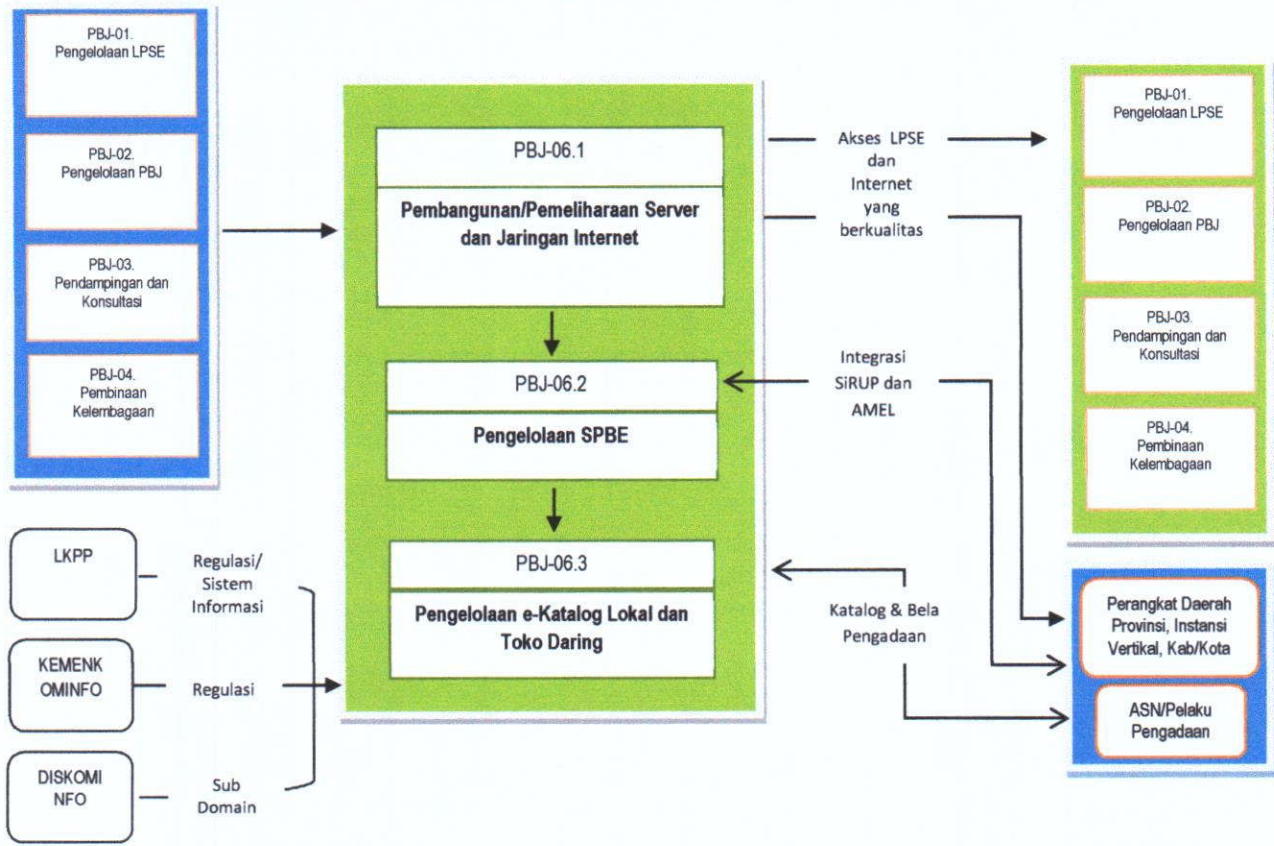 PBJ-01.
Pengelolaan LPSE
PBJ-02.
Pengelolaan PBJ
PBJ-03.
Pendampingan dan
Konsultasi
PBJ-04.
Pembinaan
Kelembagaan
LKPP
Regulasi/
Sistem
Informasi
KEMENK
OMINFO
Regulasi
DISKOMI
NFO
Sub
Domain
PBJ-06.1
Pembangunan/Pemeliharaan Server
dan Jaringan Internet
PBJ-06.2
Pengelolaan SPBE
PBJ-06.3
Pengelolaan e-Katalog Lokal dan
Toko Daring
Akses LPSE
dan
Internet
yang
berkualitas
Integrasi
SiRUP dan
AMEL
Katalog & Bela
Pengadaan
PBJ-01.
Pengelolaan LPSE
PBJ-02.
Pengelolaan PBJ
PBJ-03.
Pendampingan dan
Konsultasi
PBJ-04.
Pembinaan
Kelembagaan
Perangkat Daerah
Provinsi, Instansi
Vertikal, Kab/Kota
ASN/Pelaku
Pengadaan